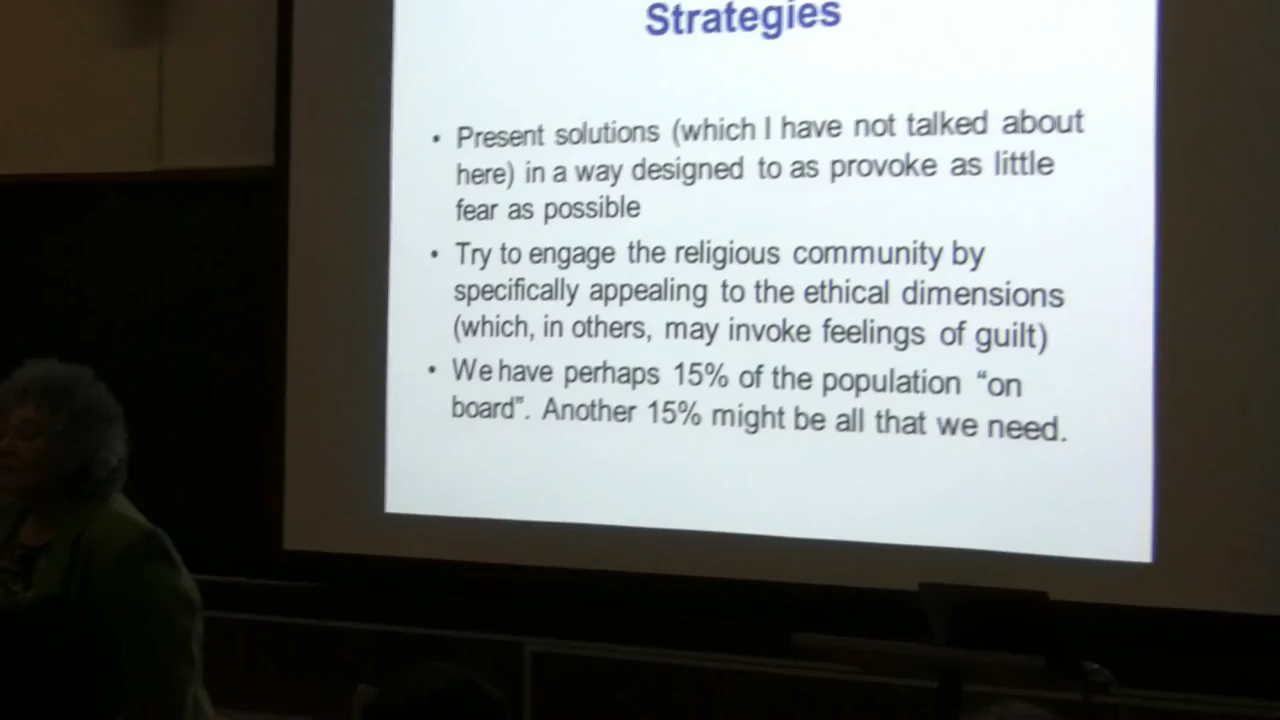 Strategies
• Present solutions (which I have not talked about
here) in a way designed to as provoke as little
fear as possible
• Try to engage the religious community by
specifically appealing to the ethical dimensions
(which, in others, may invoke feelings of guilt)
• We have perhaps 15% of the population “on
board”. Another 15% might be all that we need.